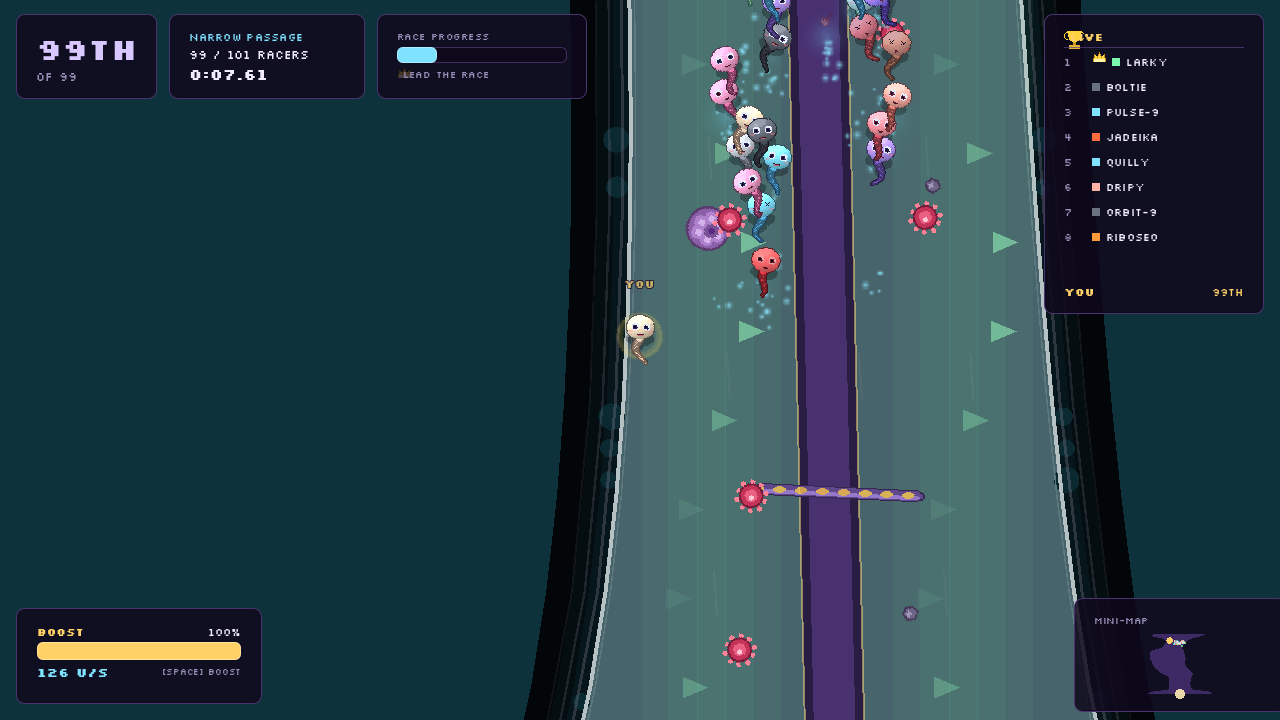 99TH
OF 99
NARROW PASSAGE
99 / 101 RACERS
0:07.61
RACE PROGRESS
LEAD THE RACE
VE
1 LARKY
2 BOLTIE
3 PULSE-9
4 JADEIKA
5 QUILLY
6 DRIPY
7 ORBIT-9
8 RIBOSEO
YOU 99TH
YOU
BOOST 100%
126 U/S [SPACE] BOOST
MINI-MAP